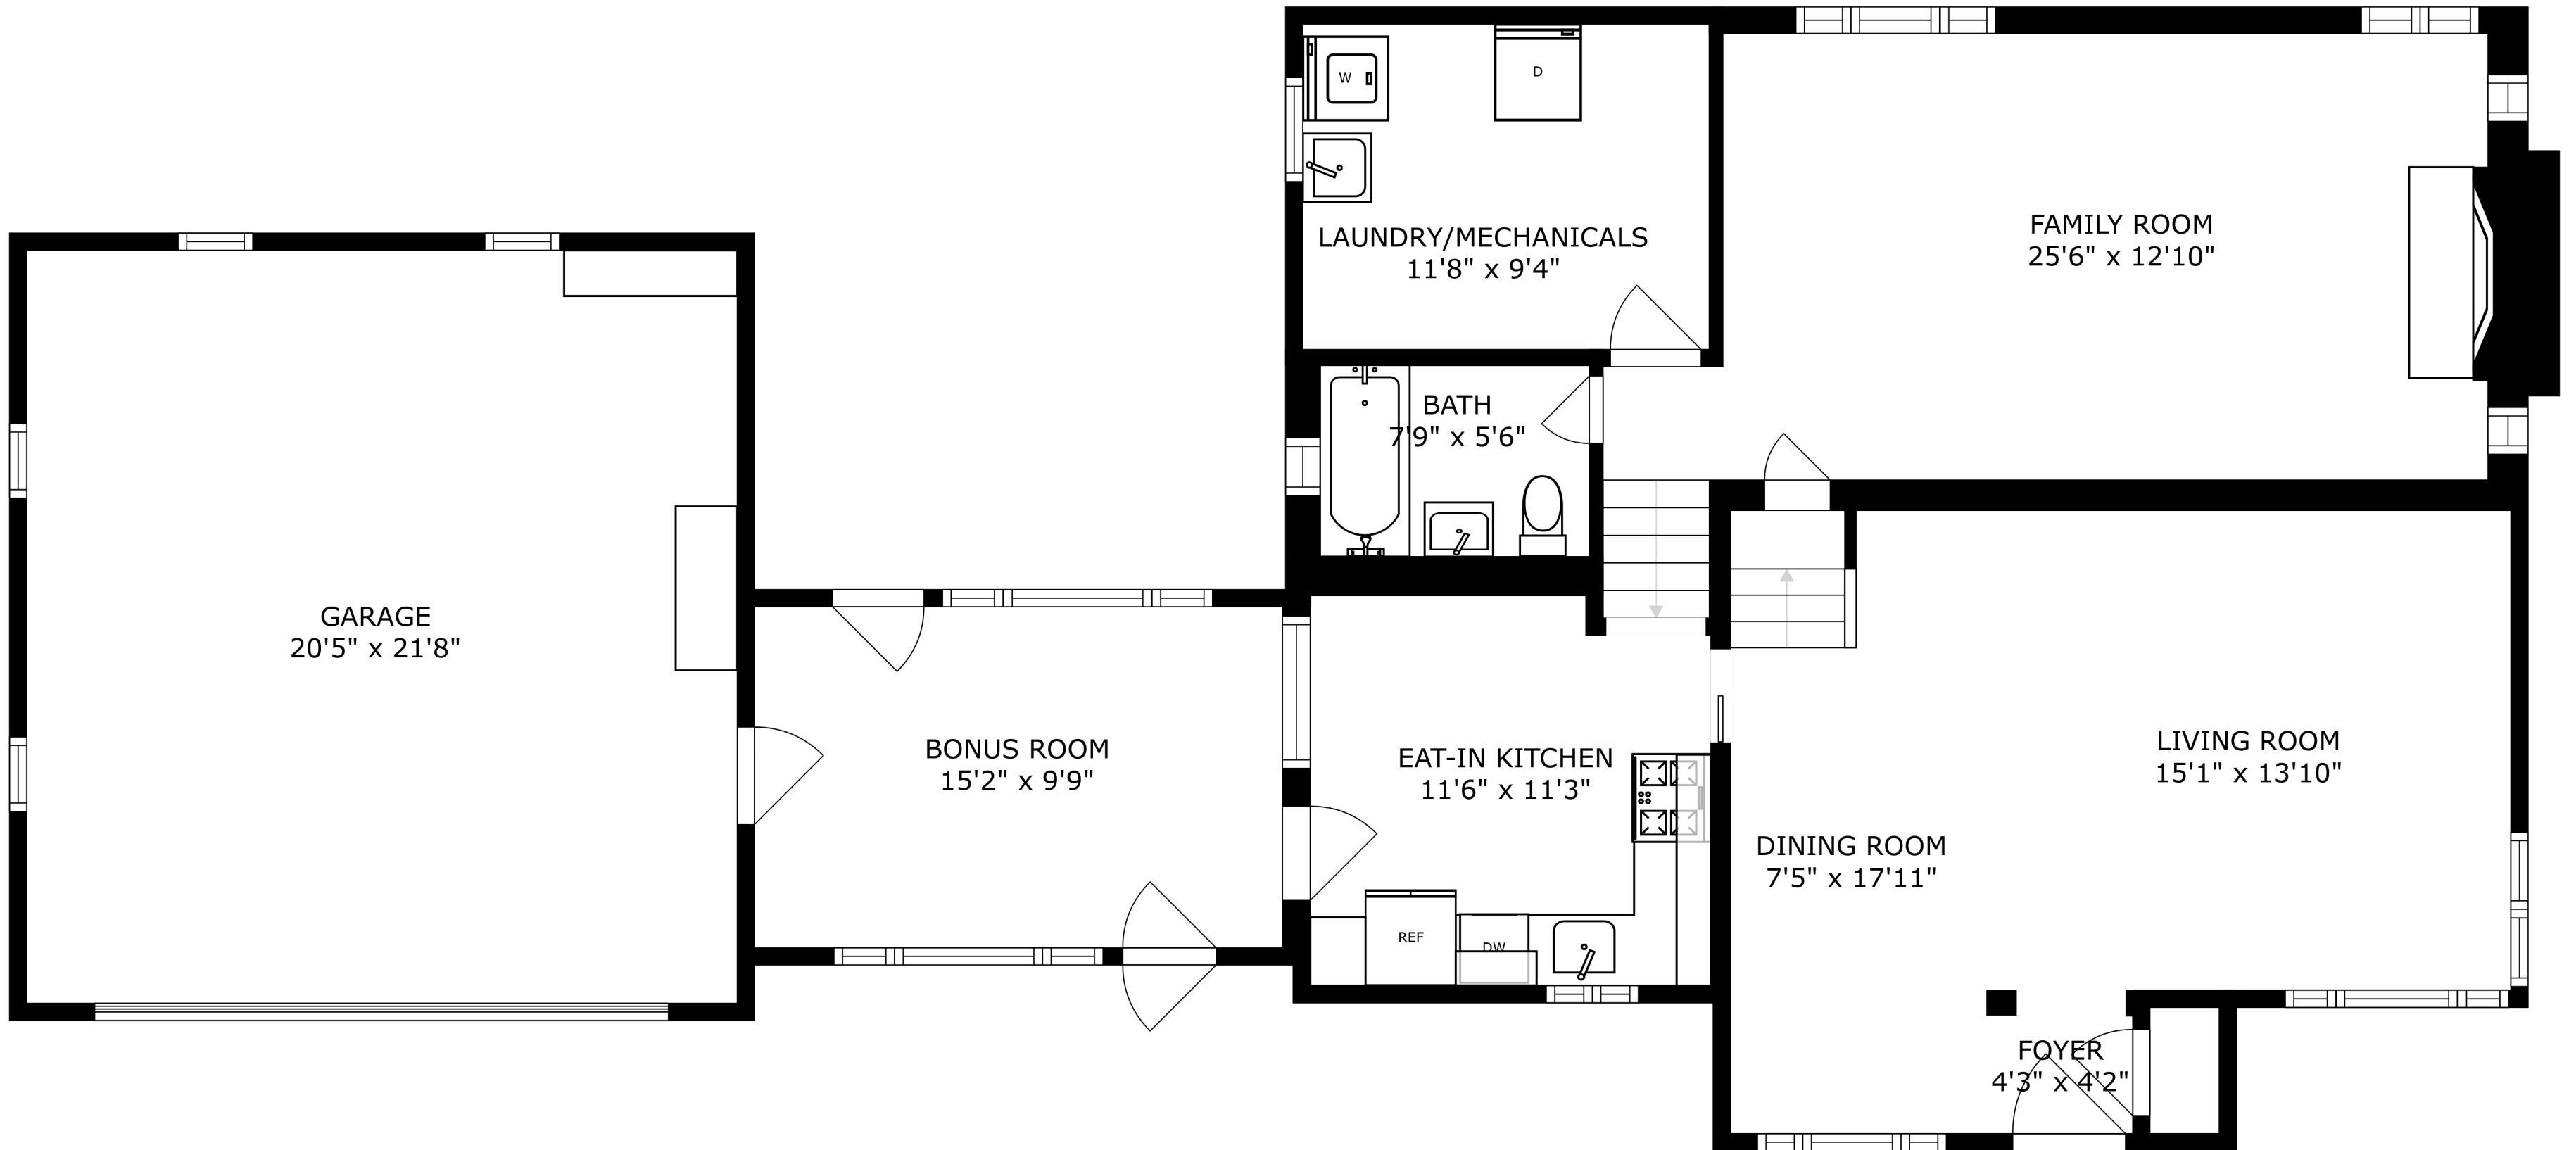 W
D
LAUNDRY/MECHANICALS
11'8" x 9'4"
FAMILY ROOM
25'6" x 12'10"
BATH
7'9" x 5'6"
GARAGE
20'5" x 21'8"
BONUS ROOM
15'2" x 9'9"
EAT-IN KITCHEN
11'6" x 11'3"
LIVING ROOM
15'1" x 13'10"
DINING ROOM
7'5" x 17'11"
REF
DW
FOYER
4'3" x 4'2"